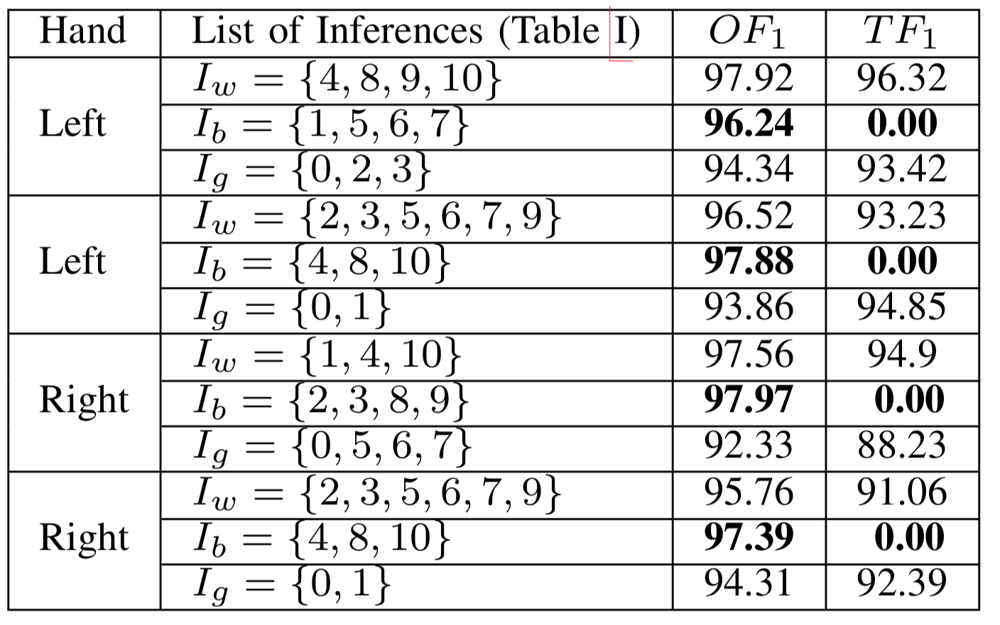 Hand List of Inferences (Table I) OF₁ TF₁
I_w = {4, 8, 9, 10} 97.92 96.32
Left I_b = {1, 5, 6, 7} 96.24 0.00
I_g = {0, 2, 3} 94.34 93.42
I_w = {2, 3, 5, 6, 7, 9} 96.52 93.23
Left I_b = {4, 8, 10} 97.88 0.00
I_g = {0, 1} 93.86 94.85
I_w = {1, 4, 10} 97.56 94.9
Right I_b = {2, 3, 8, 9} 97.97 0.00
I_g = {0, 5, 6, 7} 92.33 88.23
I_w = {2, 3, 5, 6, 7, 9} 95.76 91.06
Right I_b = {4, 8, 10} 97.39 0.00
I_g = {0, 1} 94.31 92.39